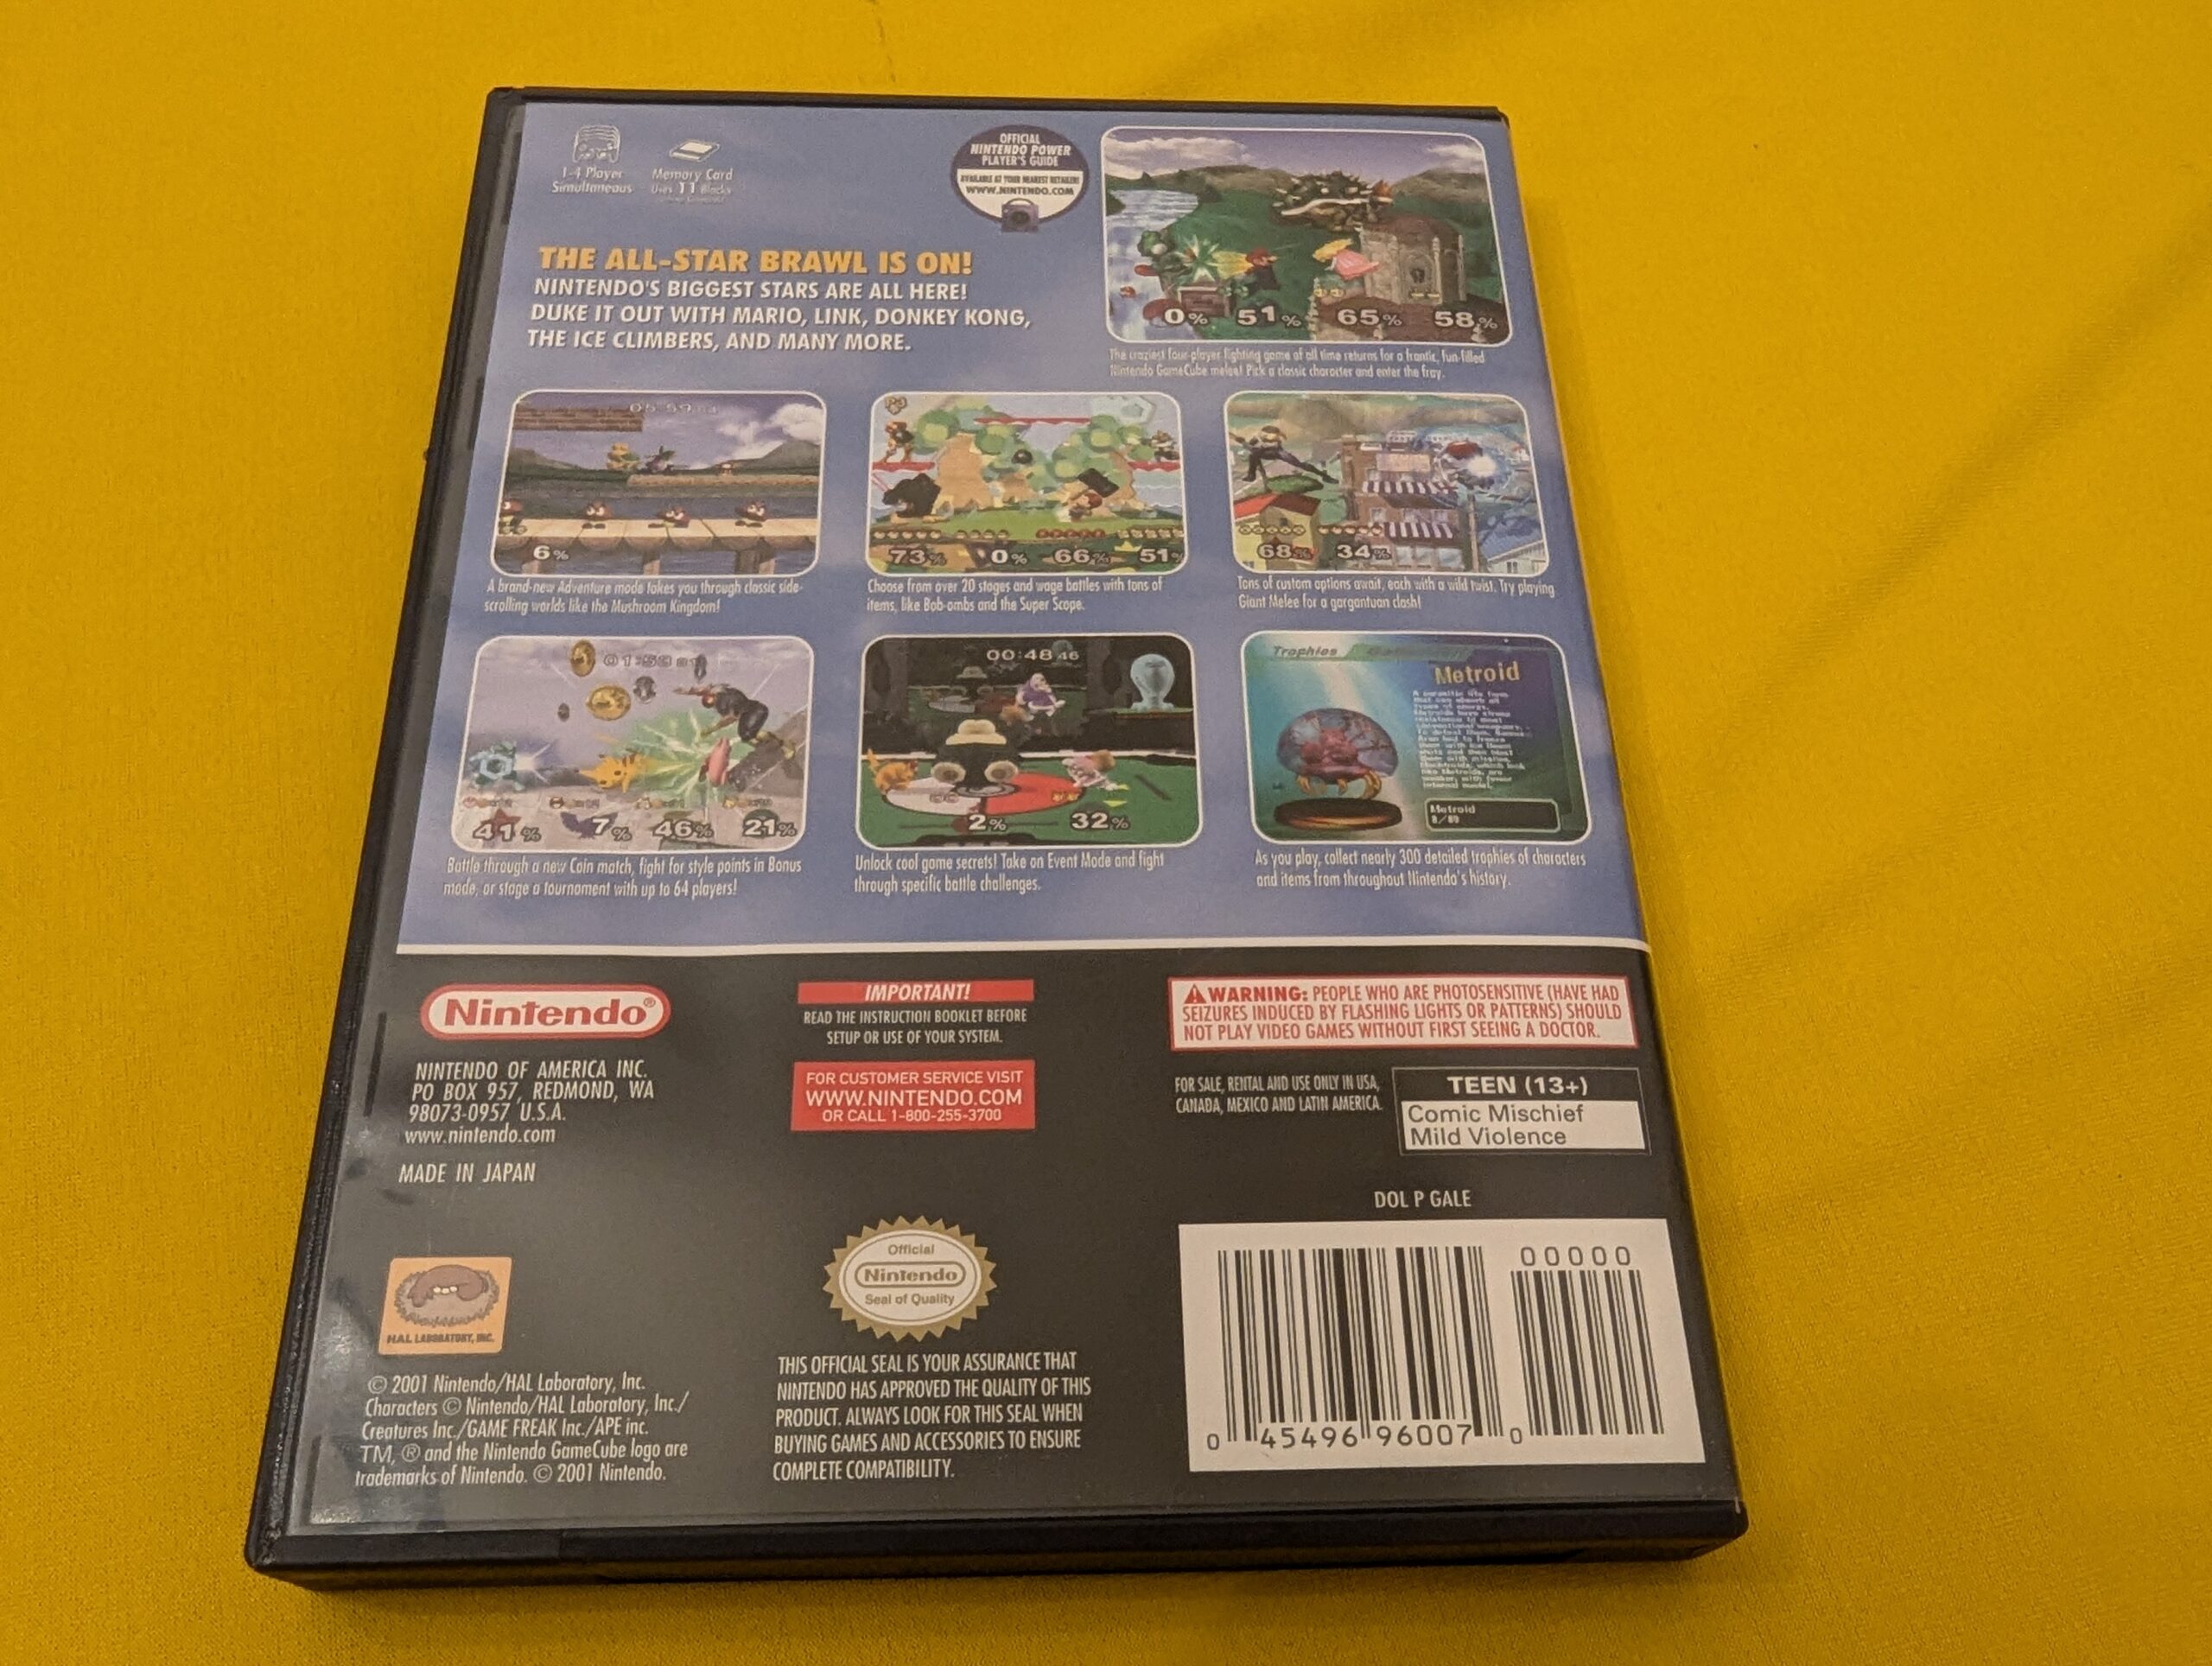 1-4 Player
Simultaneous
Memory Card
Uses 11 Blocks
OFFICIAL
NINTENDO POWER
PLAYER'S GUIDE
AVAILABLE AT YOUR NEAREST RETAILER!
WWW.NINTENDO.COM
THE ALL-STAR BRAWL IS ON!
NINTENDO'S BIGGEST STARS ARE ALL HERE!
DUKE IT OUT WITH MARIO, LINK, DONKEY KONG,
THE ICE CLIMBERS, AND MANY MORE.
0% 51% 65% 58%
The craziest four-player fighting game of all time returns for a frantic, fun-filled
Nintendo GameCube melee! Pick a classic character and enter the fray.
05:59
6%
A brand-new Adventure mode takes you through classic side-
scrolling worlds like the Mushroom Kingdom!
73% 0% 66% 51%
Choose from over 20 stages and wage battles with tons of
items, like Bob-ombs and the Super Scope.
68% 34%
Tons of custom options await, each with a wild twist. Try playing
Giant Melee for a gargantuan clash!
01:59
41% 7% 46% 21%
Battle through a new Coin match, fight for style points in Bonus
mode, or stage a tournament with up to 64 players!
00:48 46
2% 32%
Unlock cool game secrets! Take on Event Mode and fight
through specific battle challenges.
Trophies
Metroid
Metroid
As you play, collect nearly 300 detailed trophies of characters
and items from throughout Nintendo's history.
Nintendo®
NINTENDO OF AMERICA INC.
PO BOX 957, REDMOND, WA
98073-0957 U.S.A.
www.nintendo.com
MADE IN JAPAN
IMPORTANT!
READ THE INSTRUCTION BOOKLET BEFORE
SETUP OR USE OF YOUR SYSTEM.
FOR CUSTOMER SERVICE VISIT
WWW.NINTENDO.COM
OR CALL 1-800-255-3700
WARNING: PEOPLE WHO ARE PHOTOSENSITIVE (HAVE HAD
SEIZURES INDUCED BY FLASHING LIGHTS OR PATTERNS) SHOULD
NOT PLAY VIDEO GAMES WITHOUT FIRST SEEING A DOCTOR.
FOR SALE, RENTAL AND USE ONLY IN USA,
CANADA, MEXICO AND LATIN AMERICA.
TEEN (13+)
Comic Mischief
Mild Violence
DOL P GALE
00000
0 45496 96007 0
HAL LABORATORY, INC.
© 2001 Nintendo/HAL Laboratory, Inc.
Characters © Nintendo/HAL Laboratory, Inc./
Creatures Inc./GAME FREAK Inc./APE inc.
TM, ® and the Nintendo GameCube logo are
trademarks of Nintendo. © 2001 Nintendo.
Official
Nintendo
Seal of Quality
THIS OFFICIAL SEAL IS YOUR ASSURANCE THAT
NINTENDO HAS APPROVED THE QUALITY OF THIS
PRODUCT. ALWAYS LOOK FOR THIS SEAL WHEN
BUYING GAMES AND ACCESSORIES TO ENSURE
COMPLETE COMPATIBILITY.